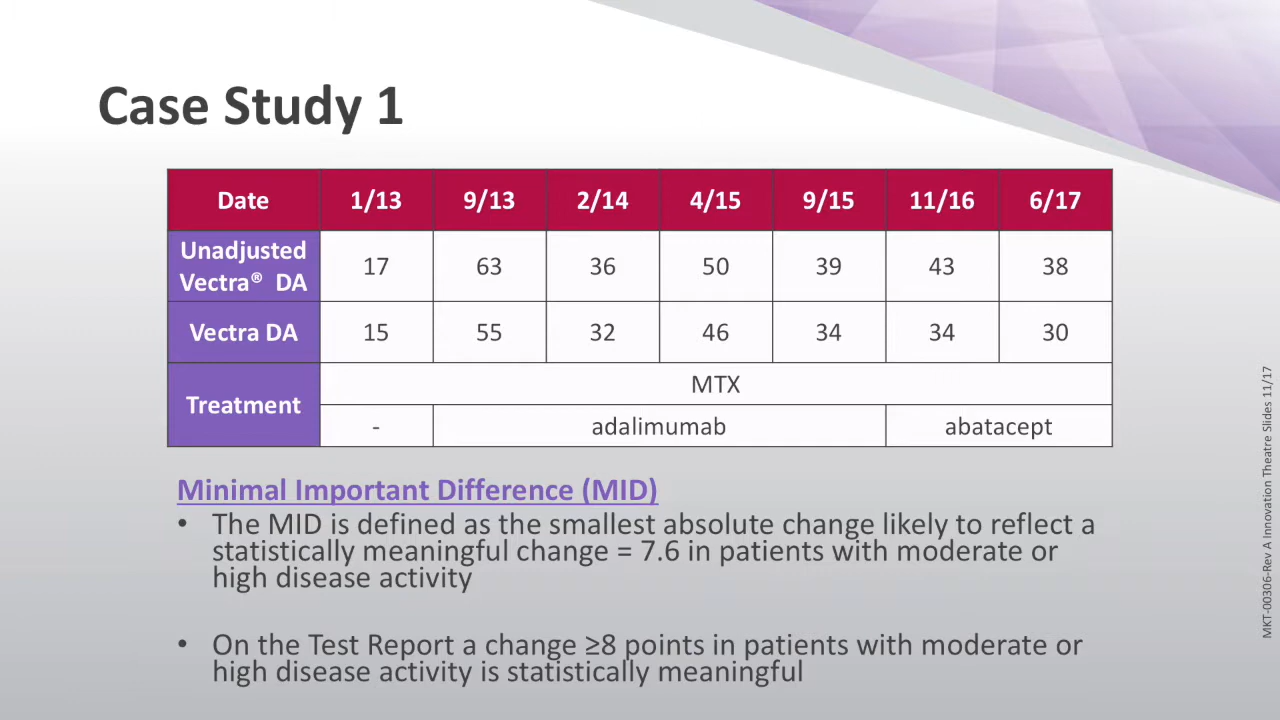 Case Study 1
Date 1/13 9/13 2/14 4/15 9/15 11/16 6/17
Unadjusted
Vectra® DA 17 63 36 50 39 43 38
Vectra DA 15 55 32 46 34 34 30
Treatment
MTX
- adalimumab abatacept
Minimal Important Difference (MID)
• The MID is defined as the smallest absolute change likely to reflect a
statistically meaningful change = 7.6 in patients with moderate or
high disease activity
• On the Test Report a change ≥8 points in patients with moderate or
high disease activity is statistically meaningful
MKT-00306-Rev A Innovation Theatre Slides 11/17